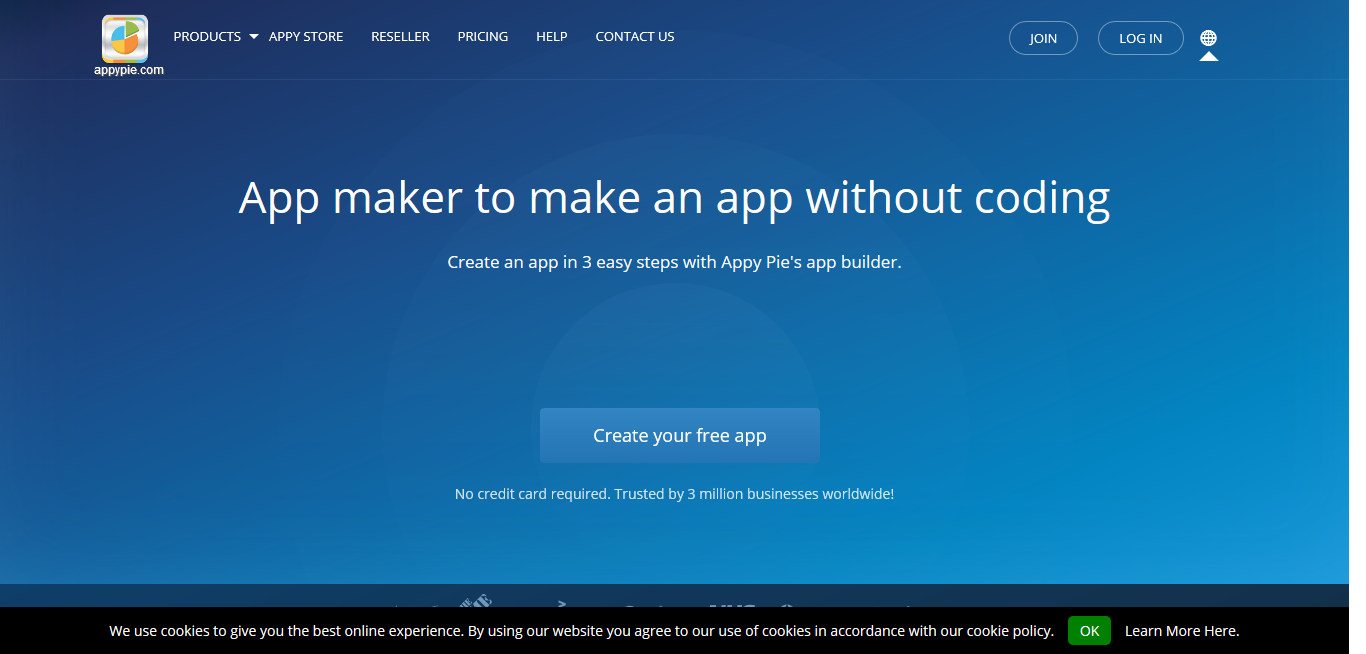 PRODUCTS APPY STORE RESELLER PRICING HELP CONTACT US JOIN LOG IN
appypie.com
App maker to make an app without coding
Create an app in 3 easy steps with Appy Pie's app builder.
Create your free app
No credit card required. Trusted by 3 million businesses worldwide!
We use cookies to give you the best online experience. By using our website you agree to our use of cookies in accordance with our cookie policy. OK Learn More Here.